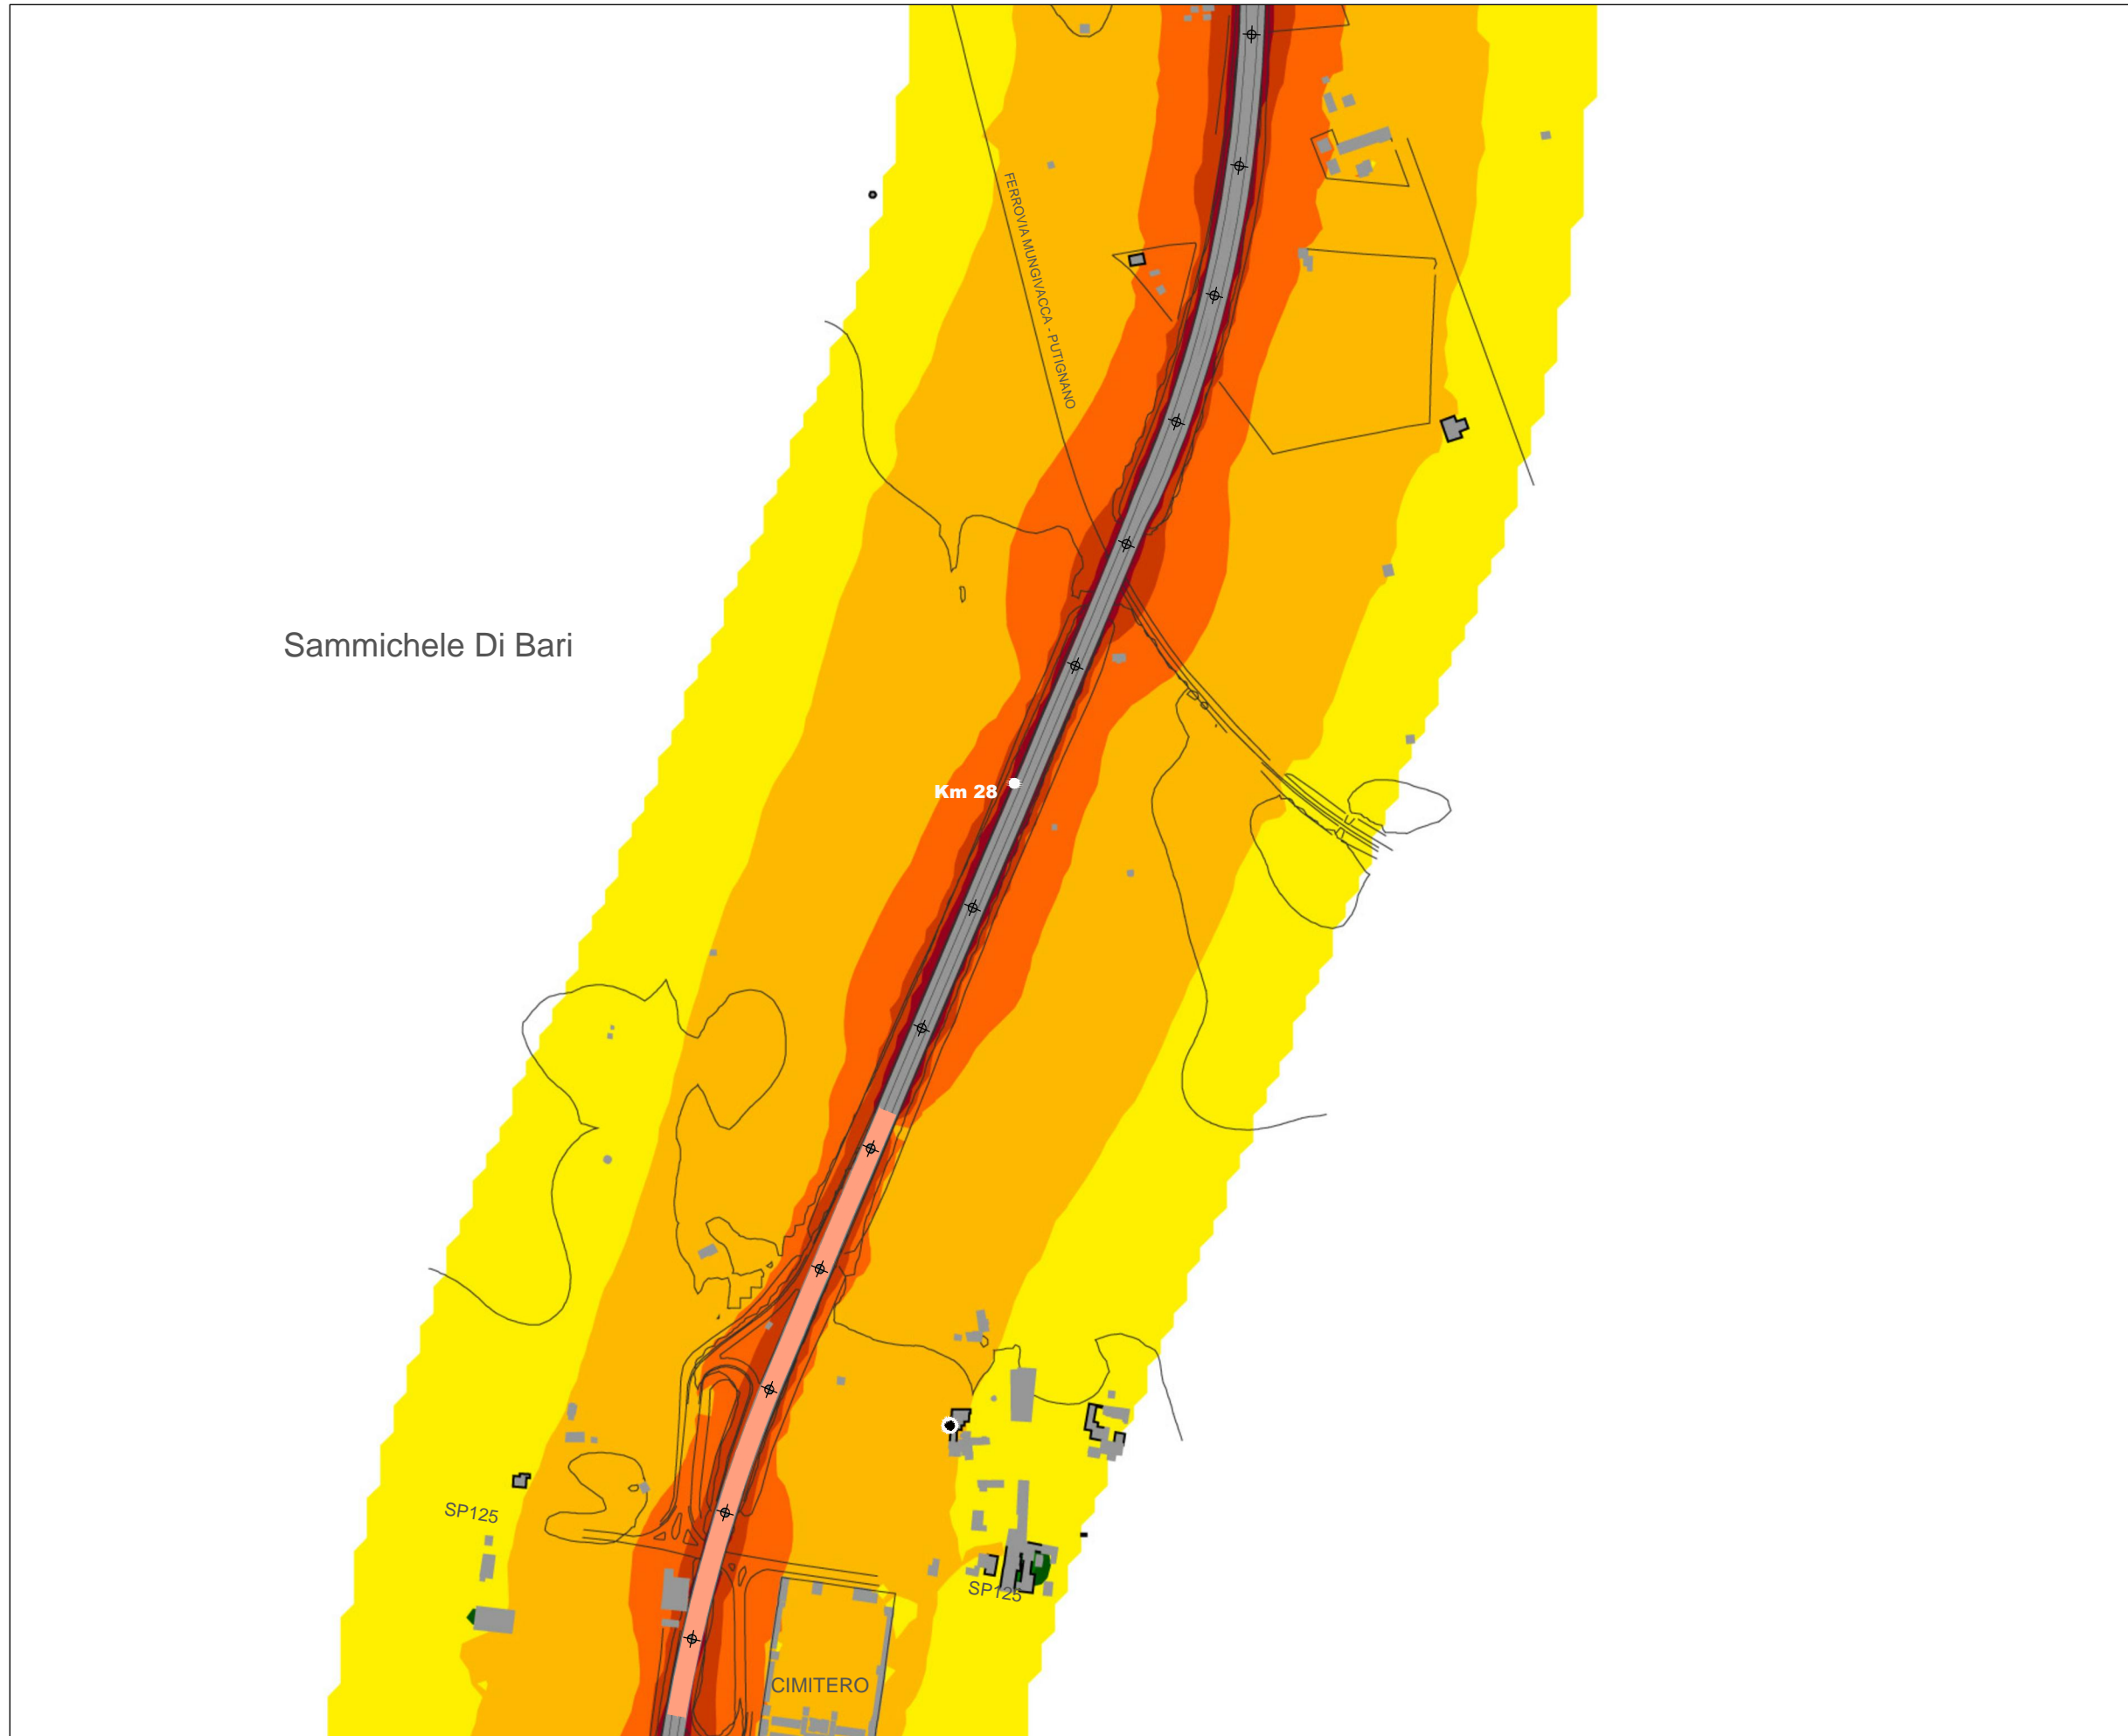 FERROVIA MUNGIVACCA - PUTIGNANO
Sammichele Di Bari
Km 28
SP125
SP125
CIMITERO